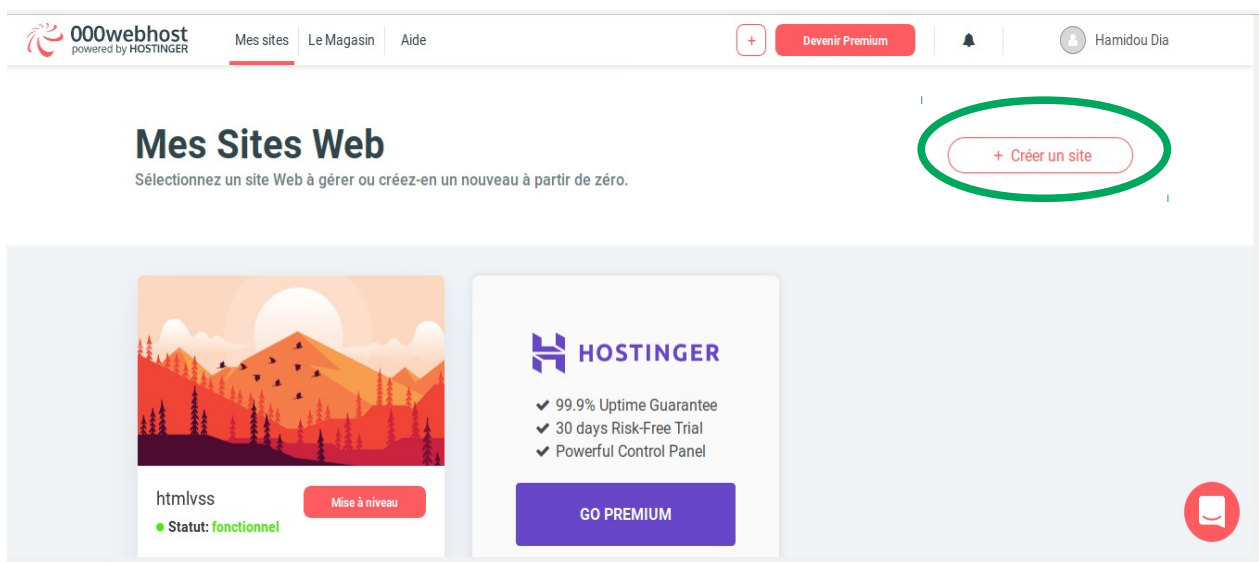 000webhost
powered by HOSTINGER
Mes sites
Le Magasin
Aide
+
Devenir Premium
Hamidou Dia
Mes Sites Web
Sélectionnez un site Web à gérer ou créez-en un nouveau à partir de zéro.
+ Créer un site
htmlvss
Mise à niveau
Statut: fonctionnel
HOSTINGER
99.9% Uptime Guarantee
30 days Risk-Free Trial
Powerful Control Panel
GO PREMIUM